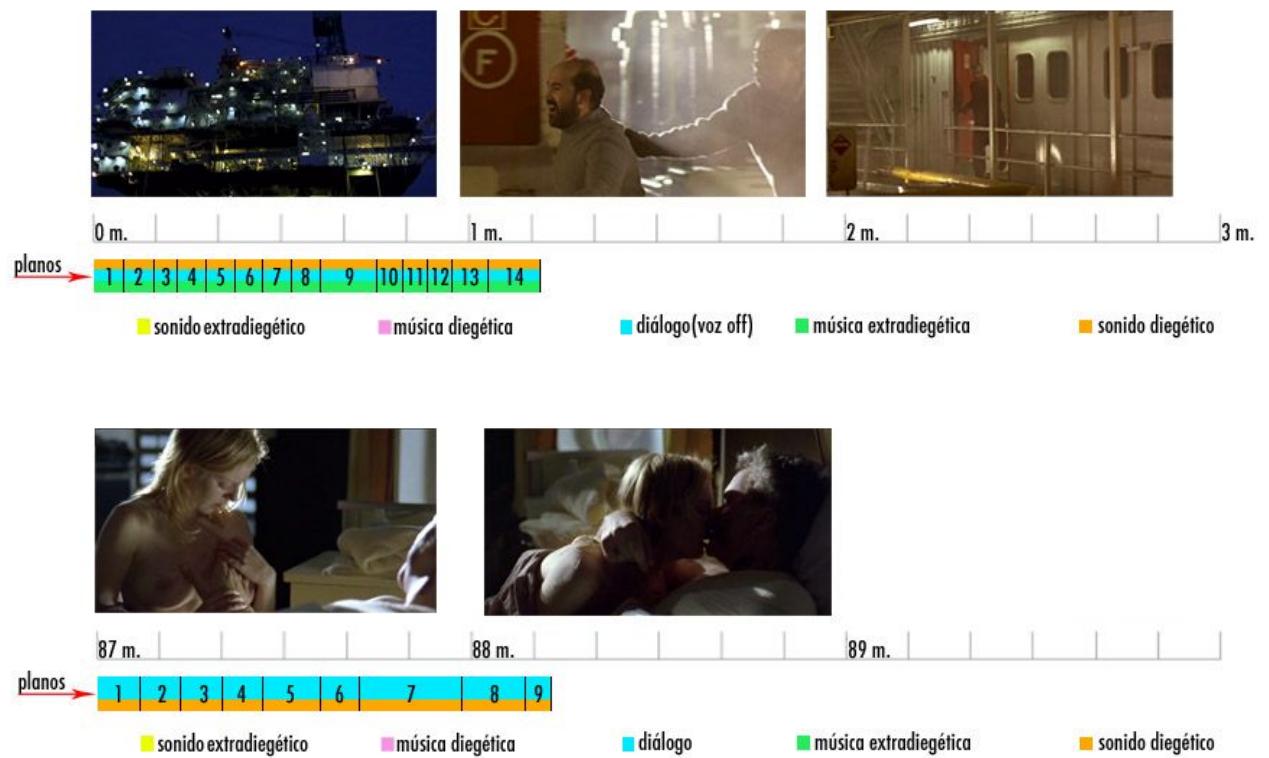 C
F
0 m. 1 m. 2 m. 3 m.
planos
1 2 3 4 5 6 7 8 9 10 11 12 13 14
sonido extradiegético música diegética diálogo(voz off) música extradiegética sonido diegético
87 m. 88 m. 89 m.
planos
1 2 3 4 5 6 7 8 9
sonido extradiegético música diegética diálogo música extradiegética sonido diegético